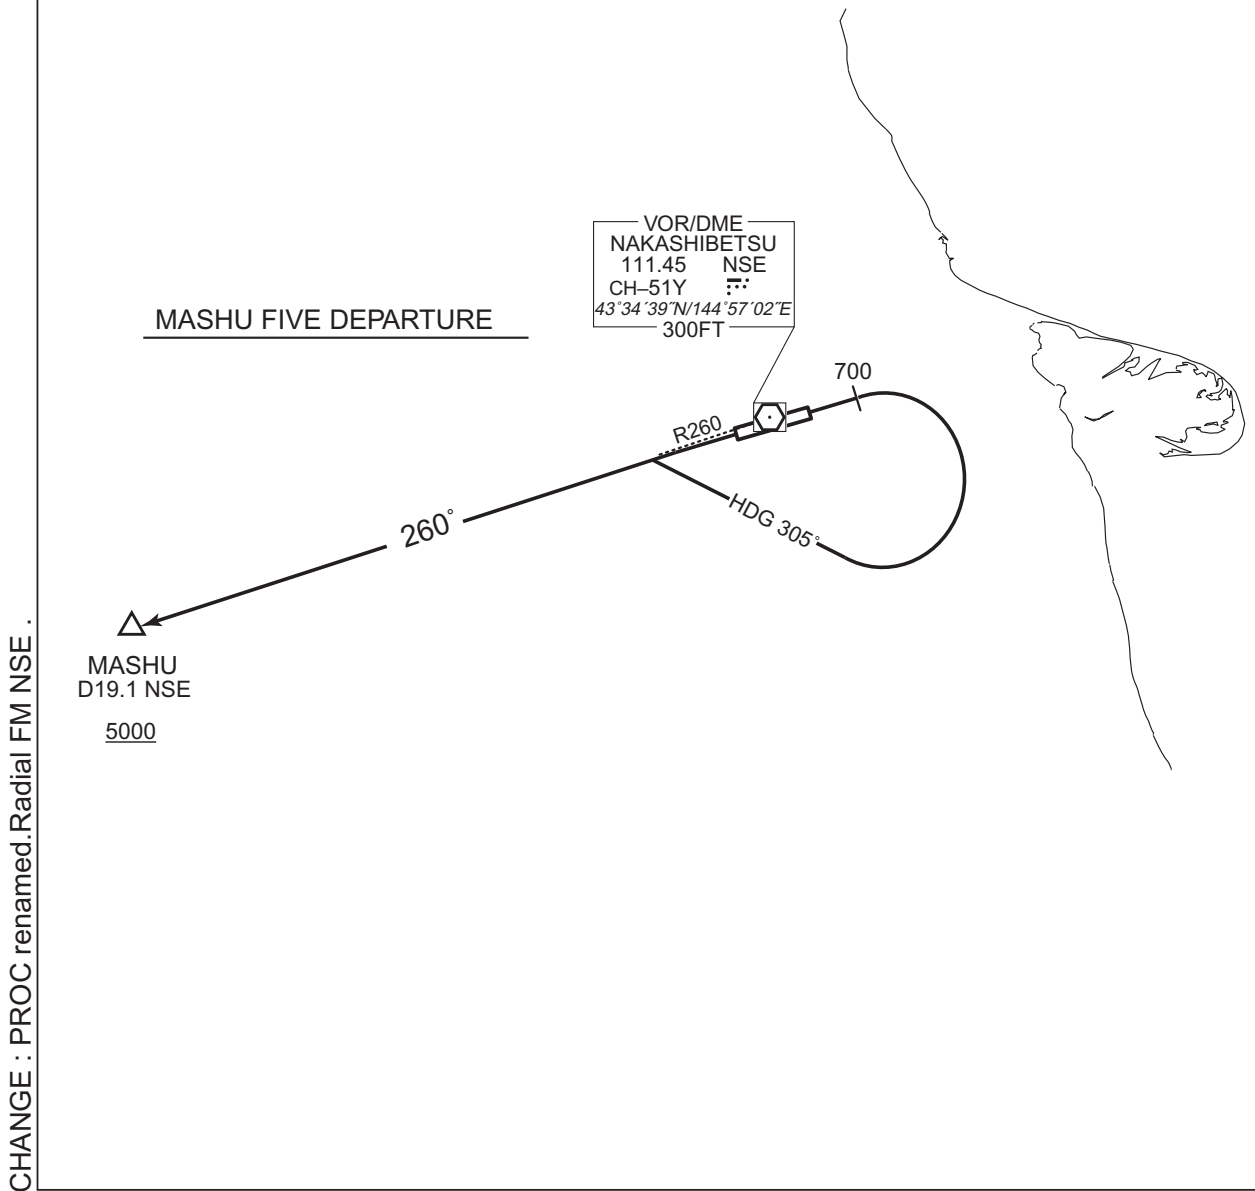 VOR/DME
NAKASHIBETSU
111.45 NSE
CH–51Y
43°34´39˝N/144°57´02˝E
300FT
MASHU FIVE DEPARTURE
700
R260
HDG 305°
260°
MASHU
D19.1 NSE
5000
CHANGE : PROC renamed.Radial FM NSE .